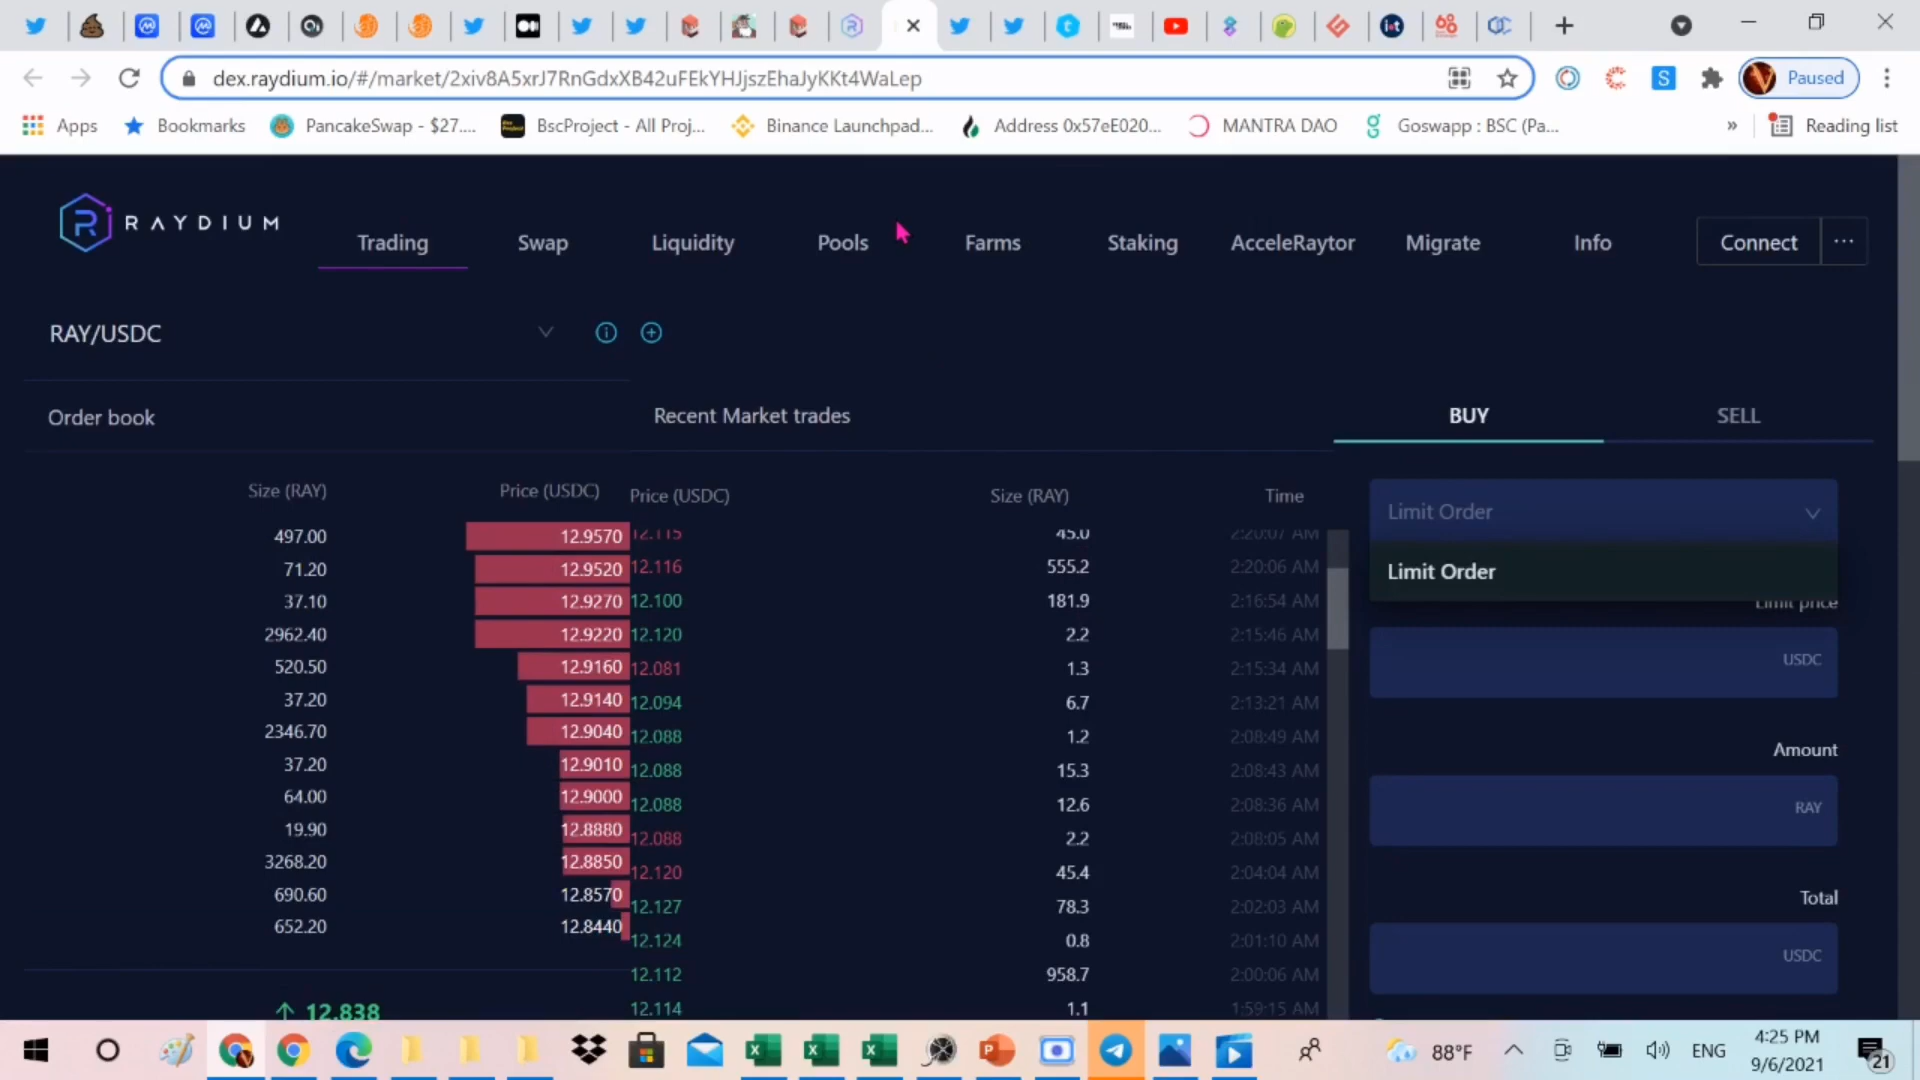 dex.raydium.io/#/market/2xiv8A5xrJ7RnGdxXB42uFEkYHJjszEhaJyKKt4WaLep
Paused
Apps
Bookmarks
PancakeSwap - $27....
BscProject - All Proj...
Binance Launchpad...
Address 0x57eE020...
MANTRA DAO
Goswapp : BSC (Pa...
»
Reading list
RAYDIUM
Trading
Swap
Liquidity
Pools
Farms
Staking
AcceleRaytor
Migrate
Info
Connect
...
RAY/USDC
Order book
Recent Market trades
BUY
SELL
Size (RAY) Price (USDC)
497.00 12.9570
71.20 12.9520
37.10 12.9270
2962.40 12.9220
520.50 12.9160
37.20 12.9140
2346.70 12.9040
37.20 12.9010
64.00 12.9000
19.90 12.8880
3268.20 12.8850
690.60 12.8570
652.20 12.8440
↑ 12.838
Price (USDC) Size (RAY) Time
12.115 45.0 2:20:07 AM
12.116 555.2 2:20:06 AM
12.100 181.9 2:16:54 AM
12.120 2.2 2:15:46 AM
12.081 1.3 2:15:34 AM
12.094 6.7 2:13:21 AM
12.088 1.2 2:08:49 AM
12.088 15.3 2:08:43 AM
12.088 12.6 2:08:36 AM
12.088 2.2 2:08:05 AM
12.120 45.4 2:04:04 AM
12.127 78.3 2:02:03 AM
12.124 0.8 2:01:10 AM
12.112 958.7 2:00:06 AM
12.114 1.1 1:59:15 AM
Limit Order
Limit Order
Limit price
USDC
Amount
RAY
Total
USDC
88°F
ENG
4:25 PM
9/6/2021
21